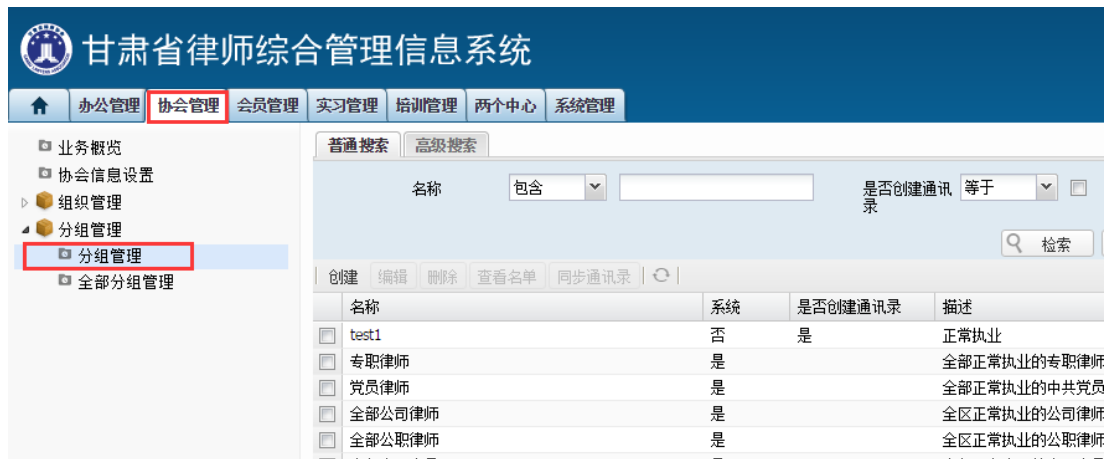 甘肃省律师综合管理信息系统
办公管理 协会管理 会员管理 实习管理 培训管理 两个中心 系统管理
业务概览
协会信息设置
组织管理
分组管理
分组管理
全部分组管理
普通搜索 高级搜索
名称 包含 是否创建通讯录 等于
检索
创建 编辑 删除 查看名单 同步通讯录
名称 系统 是否创建通讯录 描述
test1 否 是 正常执业
专职律师 是 全部正常执业的专职律师
党员律师 是 全部正常执业的中共党员
全部公司律师 是 全区正常执业的公司律师
全部公职律师 是 全区正常执业的公职律师